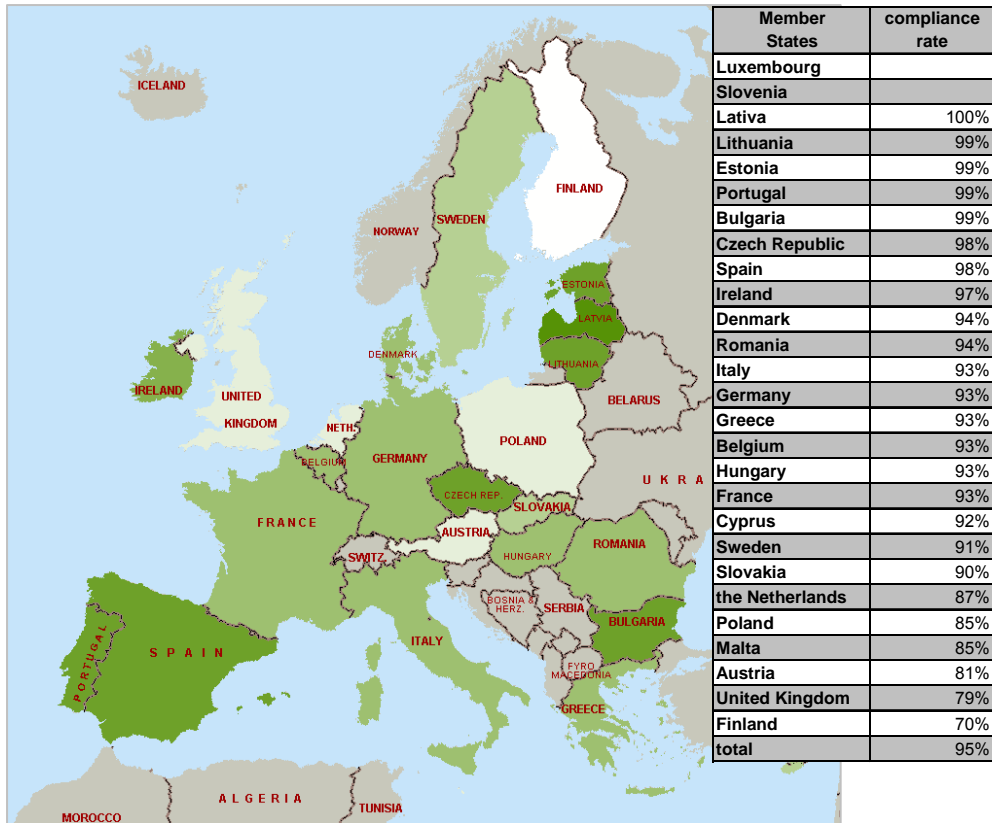 ICELAND
FINLAND
SWEDEN
NORWAY
ESTONIA
LATVIA
LITHUANIA
DENMARK
IRELAND
UNITED
KINGDOM
BELARUS
NETH.
POLAND
BELGIUM
GERMANY
U K R A
CZECH REP.
SLOVAKIA
FRANCE
AUSTRIA
SWITZ.
HUNGARY
ROMANIA
BOSNIA &
HERZ.
SERBIA
BULGARIA
ITALY
PORTUGAL
SPAIN
FYRO
MACEDONIA
GREECE
ALGERIA
TUNISIA
MOROCCO
Member compliance
States rate
Luxembourg
Slovenia
Lativa 100%
Lithuania 99%
Estonia 99%
Portugal 99%
Bulgaria 99%
Czech Republic 98%
Spain 98%
Ireland 97%
Denmark 94%
Romania 94%
Italy 93%
Germany 93%
Greece 93%
Belgium 93%
Hungary 93%
France 93%
Cyprus 92%
Sweden 91%
Slovakia 90%
the Netherlands 87%
Poland 85%
Malta 85%
Austria 81%
United Kingdom 79%
Finland 70%
total 95%